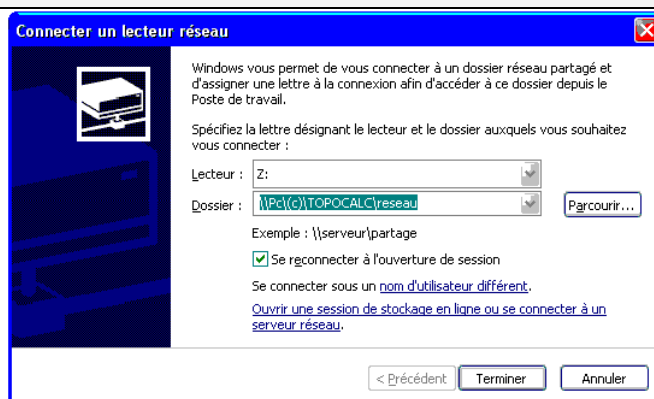 Connecter un lecteur réseau
Windows vous permet de vous connecter à un dossier réseau partagé et
d'assigner une lettre à la connexion afin d'accéder à ce dossier depuis le
Poste de travail.
Spécifiez la lettre désignant le lecteur et le dossier auxquels vous souhaitez
vous connecter :
Lecteur : Z:
Dossier : \\Pc\(c)\TOPOCALC\reseau Parcourir...
Exemple : \\serveur\partage
Se reconnecter à l'ouverture de session
Se connecter sous un nom d'utilisateur différent.
Ouvrir une session de stockage en ligne ou se connecter à un
serveur réseau.
< Précédent Terminer Annuler